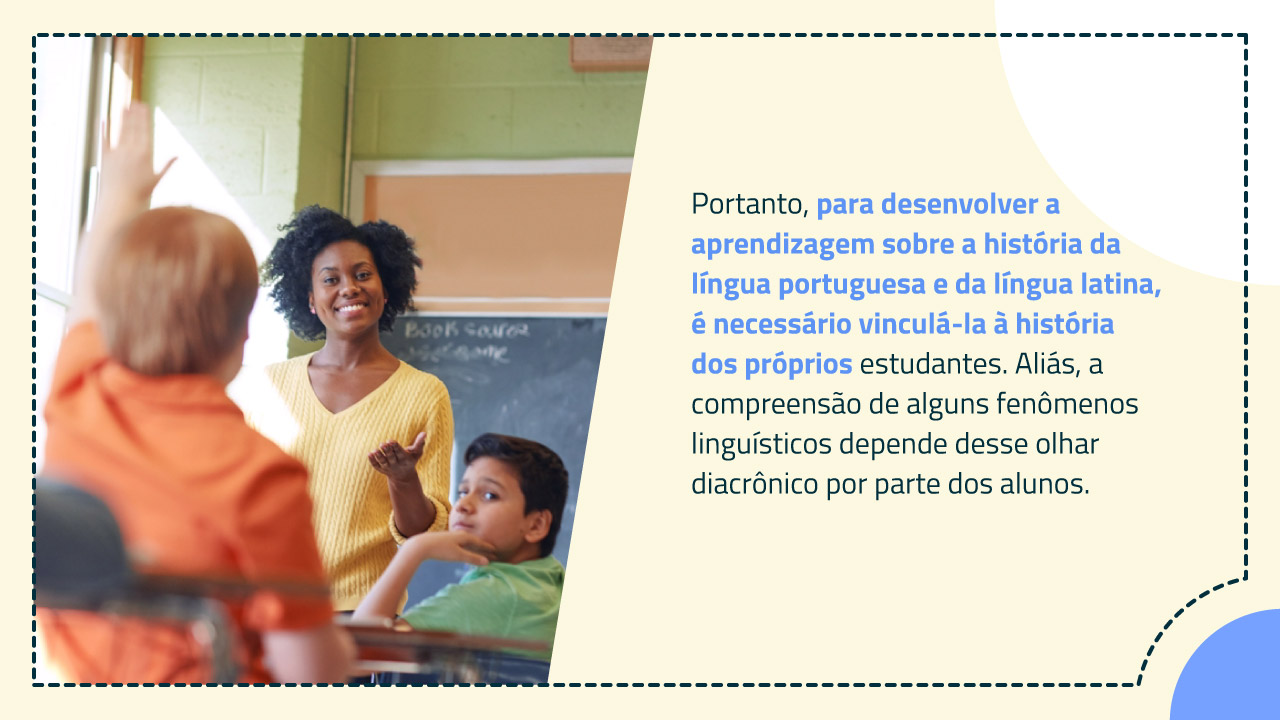 Portanto, para desenvolver a
aprendizagem sobre a história da
língua portuguesa e da língua latina,
é necessário vinculá-la à história
dos próprios estudantes. Aliás, a
compreensão de alguns fenômenos
linguísticos depende desse olhar
diacrônico por parte dos alunos.
Book